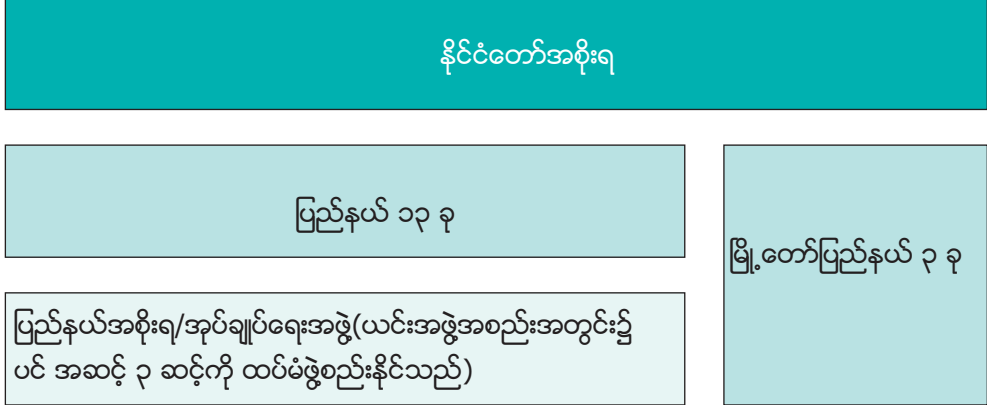 နိုင်ငံတော်အစိုးရ
ပြည်နယ် ၁၃ ခု
မြို့တော်ပြည်နယ် ၃ ခု
ပြည်နယ်အစိုးရ/အုပ်ချုပ်ရေးအဖွဲ့(ယင်းအဖွဲ့အစည်းအတွင်း၌
ပင် အဆင့် ၃ ဆင့်ကို ထပ်မံဖွဲ့စည်းနိုင်သည်)